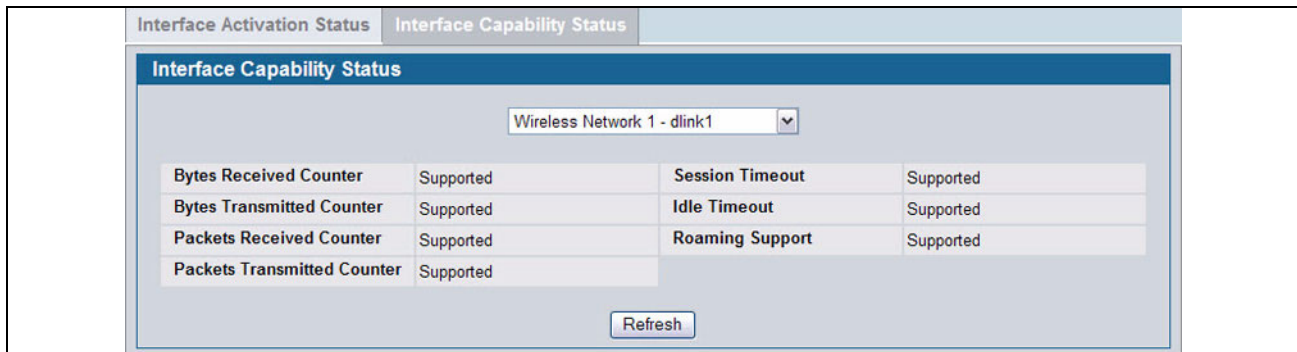 Interface Activation Status Interface Capability Status
Interface Capability Status
Wireless Network 1 - dlink1
Bytes Received Counter Supported Session Timeout Supported
Bytes Transmitted Counter Supported Idle Timeout Supported
Packets Received Counter Supported Roaming Support Supported
Packets Transmitted Counter Supported
Refresh